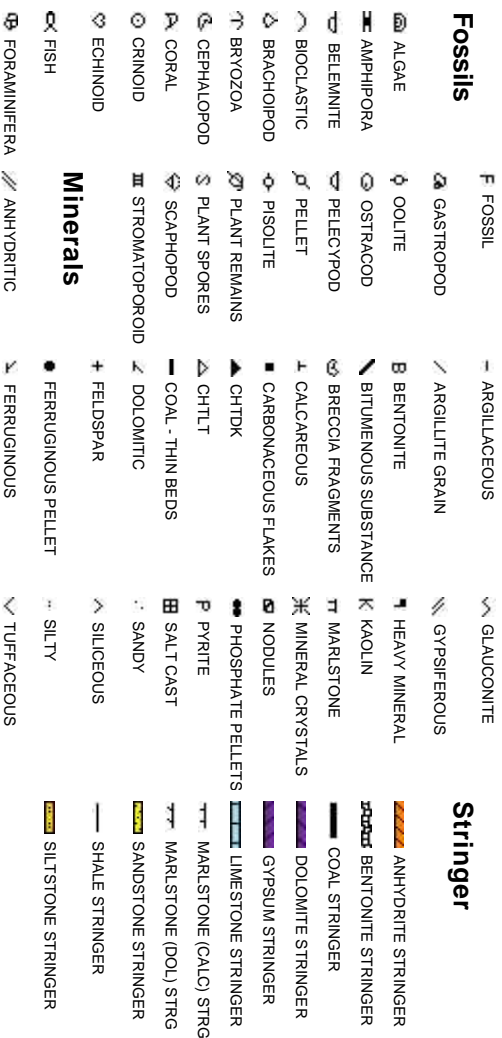 Fossils
ALGAE
AMPHIPORA
BELEMNITE
BIOCLASTIC
BRACHOIPOD
BRYOZOA
CEPHALOPOD
CORAL
CRINOID
ECHINOID
FISH
FORAMINIFERA
F FOSSIL
GASTROPOD
OOLITE
OSTRACOD
PELECYPOD
PELLET
PISOLITE
PLANT REMAINS
S PLANT SPORES
SCAPHOPOD
STROMATOPOROID
Minerals
ANHYDRITIC
ARGILLACEOUS
ARGILLITE GRAIN
B BENTONITE
BITUMENOUS SUBSTANCE
BRECCIA FRAGMENTS
CALCAREOUS
CARBONACEOUS FLAKES
CHTDK
CHTLT
COAL - THIN BEDS
DOLOMITIC
FELDSPAR
FERRUGINOUS PELLET
FERRUGINOUS
GLAUCONITE
GYPSIFEROUS
HEAVY MINERAL
K KAOLIN
MARLSTONE
MINERAL CRYSTALS
NODULES
PHOSPHATE PELLETS
P PYRITE
SALT CAST
SANDY
SILICEOUS
SILTY
TUFFACEOUS
Stringer
ANHYDRITE STRINGER
BENTONITE STRINGER
COAL STRINGER
DOLOMITE STRINGER
GYPSUM STRINGER
LIMESTONE STRINGER
MARLSTONE (CALC) STRG
MARLSTONE (DOL) STRG
SANDSTONE STRINGER
SHALE STRINGER
SILTSTONE STRINGER